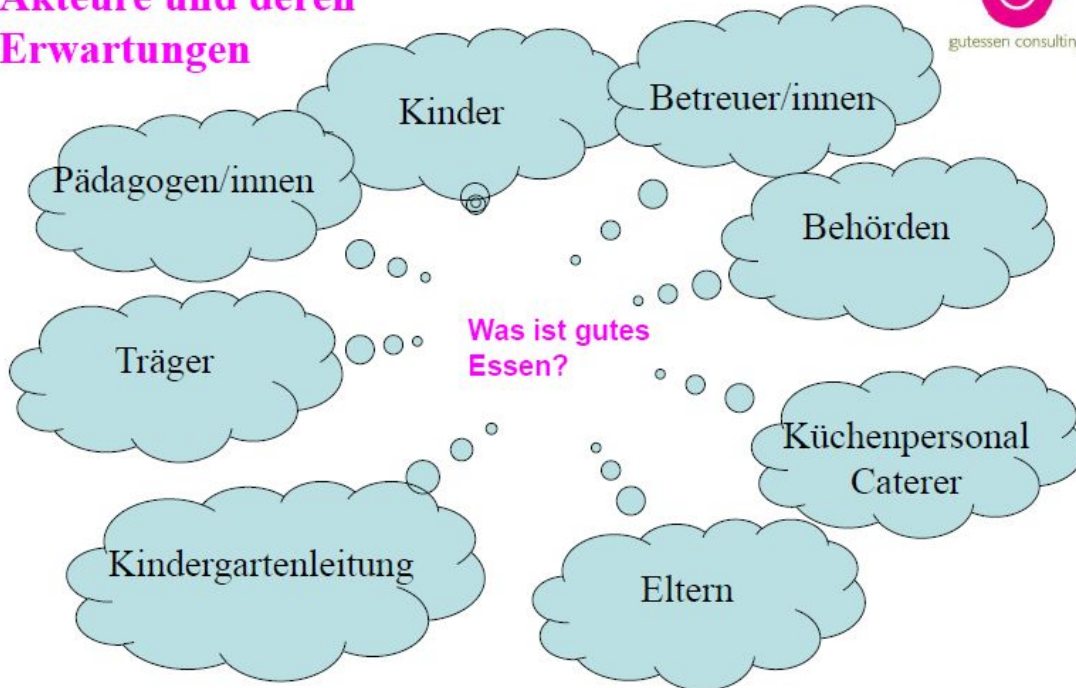 Akteure und deren
Erwartungen
gutessen consulting
Kinder
Betreuer/innen
Pädagogen/innen
Behörden
Träger
Was ist gutes
Essen?
Küchenpersonal
Caterer
Kindergartenleitung
Eltern